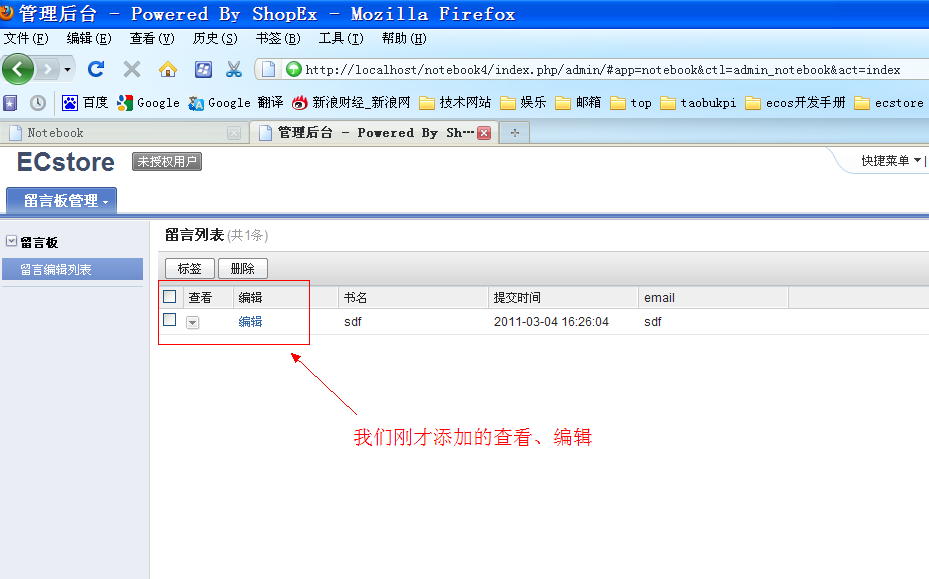 管理后台 - Powered By ShopEx - Mozilla Firefox
文件(F) 编辑(E) 查看(V) 历史(S) 书签(B) 工具(T) 帮助(H)
http://localhost/notebook4/index.php/admin/#app=notebook&ctl=admin_notebook&act=index
百度 Google Google 翻译 新浪财经_新浪网 技术网站 娱乐 邮箱 top taobukpi ecos开发手册 ecstore
Notebook 管理后台 - Powered By Sh...
ECstore 未授权用户 快捷菜单
留言板管理
留言板
留言编辑列表
留言列表 (共1条)
标签 删除
查看 编辑 书名 提交时间 email
编辑 sdf 2011-03-04 16:26:04 sdf
我们刚才添加的查看、编辑